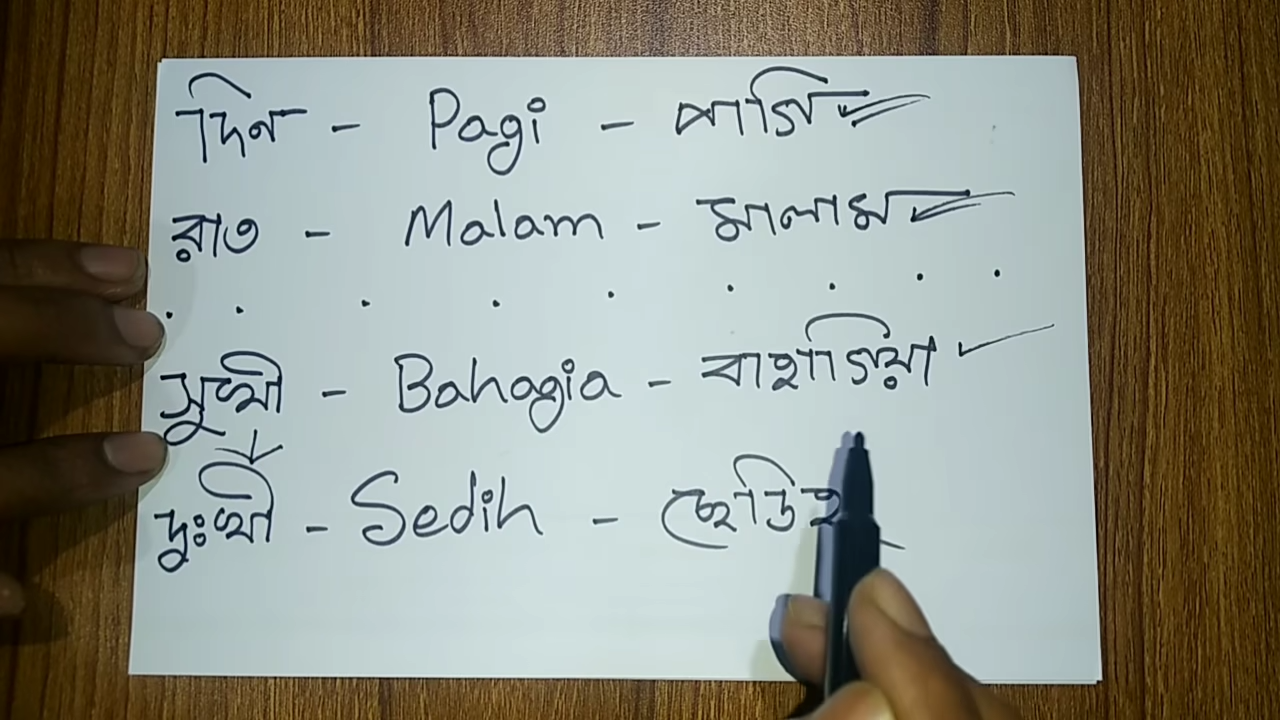 দিন - Pagi - পাগি
রাত - Malam - মালাম
সুখী - Bahagia - বাহাগিয়া
দুঃখী - Sedih - ছেডিহ